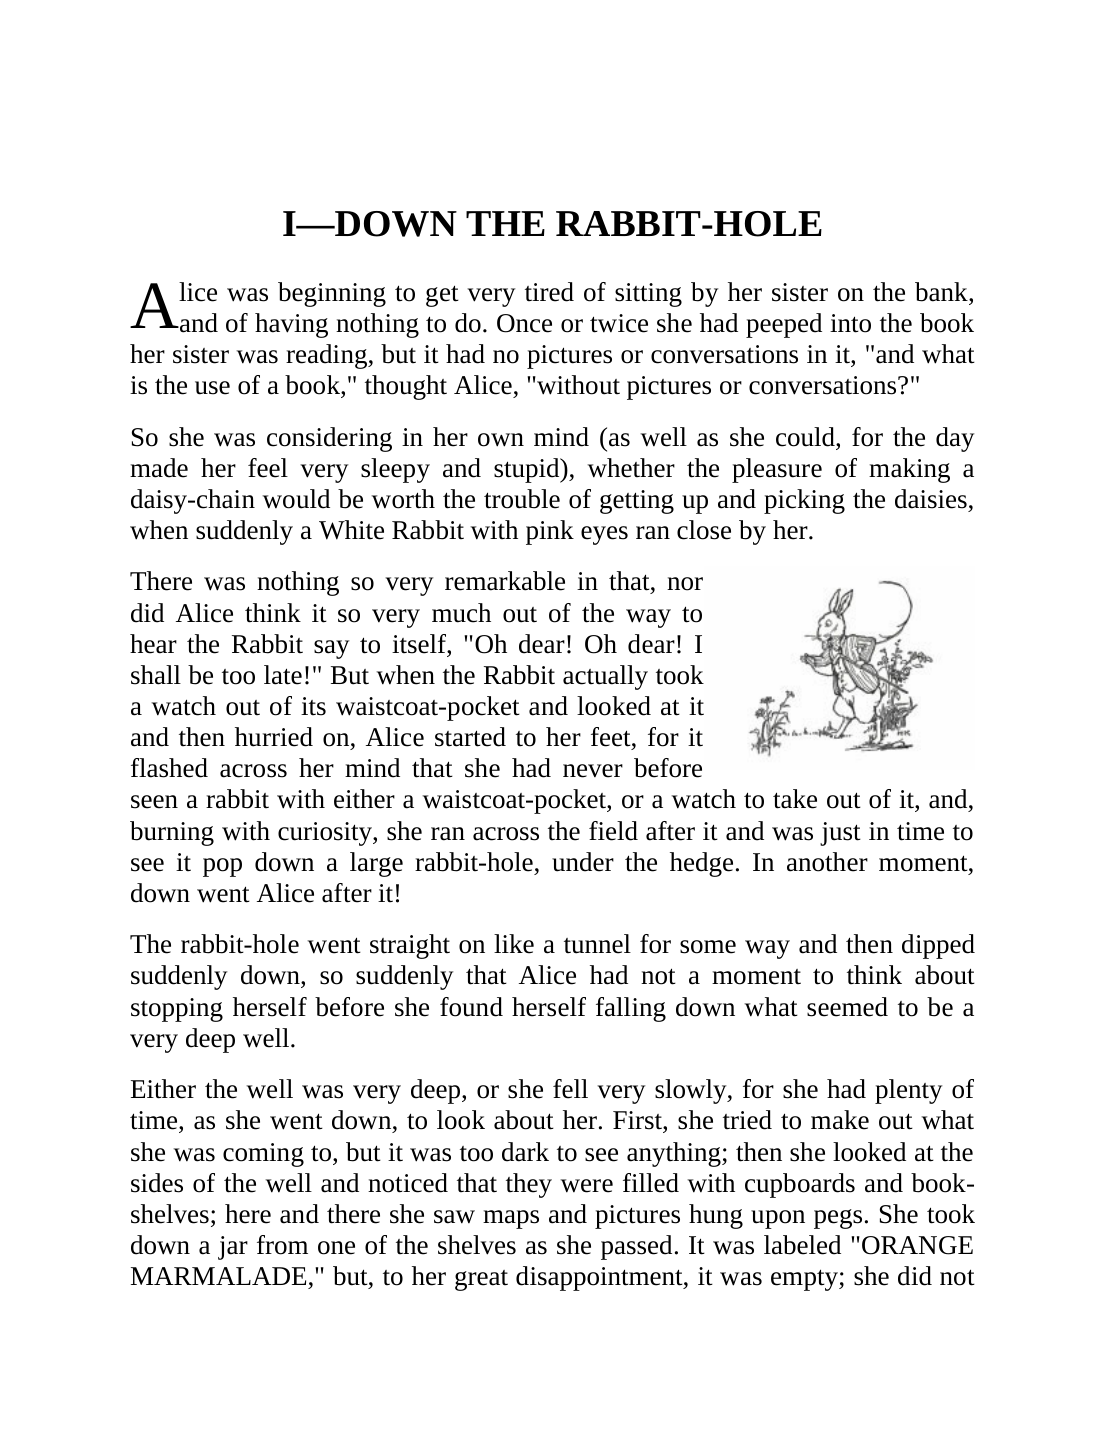 I—DOWN THE RABBIT-HOLE
Alice was beginning to get very tired of sitting by her sister on the bank,
and of having nothing to do. Once or twice she had peeped into the book
her sister was reading, but it had no pictures or conversations in it, "and what
is the use of a book," thought Alice, "without pictures or conversations?"
So she was considering in her own mind (as well as she could, for the day
made her feel very sleepy and stupid), whether the pleasure of making a
daisy-chain would be worth the trouble of getting up and picking the daisies,
when suddenly a White Rabbit with pink eyes ran close by her.
There was nothing so very remarkable in that, nor
did Alice think it so very much out of the way to
hear the Rabbit say to itself, "Oh dear! Oh dear! I
shall be too late!" But when the Rabbit actually took
a watch out of its waistcoat-pocket and looked at it
and then hurried on, Alice started to her feet, for it
flashed across her mind that she had never before
seen a rabbit with either a waistcoat-pocket, or a watch to take out of it, and,
burning with curiosity, she ran across the field after it and was just in time to
see it pop down a large rabbit-hole, under the hedge. In another moment,
down went Alice after it!
The rabbit-hole went straight on like a tunnel for some way and then dipped
suddenly down, so suddenly that Alice had not a moment to think about
stopping herself before she found herself falling down what seemed to be a
very deep well.
Either the well was very deep, or she fell very slowly, for she had plenty of
time, as she went down, to look about her. First, she tried to make out what
she was coming to, but it was too dark to see anything; then she looked at the
sides of the well and noticed that they were filled with cupboards and book-
shelves; here and there she saw maps and pictures hung upon pegs. She took
down a jar from one of the shelves as she passed. It was labeled "ORANGE
MARMALADE," but, to her great disappointment, it was empty; she did not